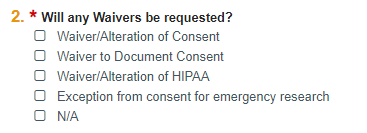 2. * Will any Waivers be requested?
Waiver/Alteration of Consent
Waiver to Document Consent
Waiver/Alteration of HIPAA
Exception from consent for emergency research
N/A